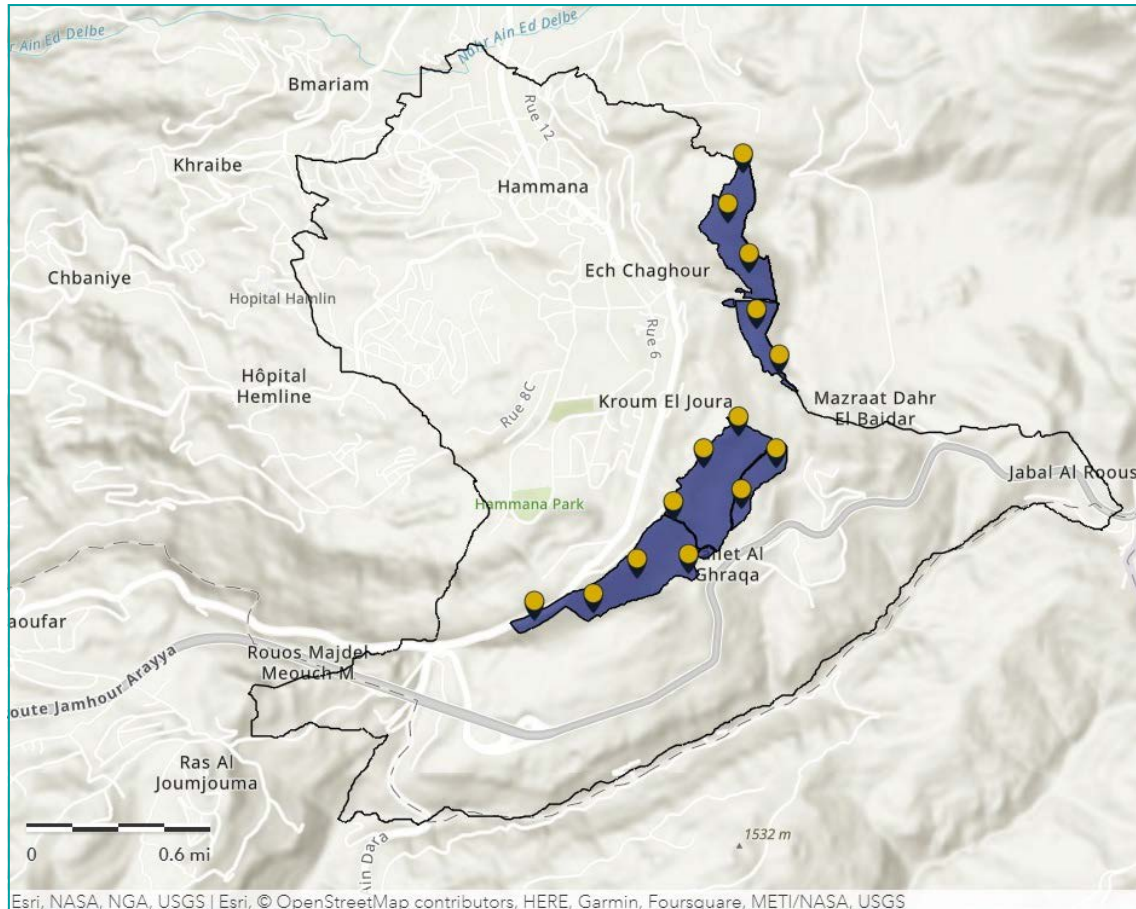 r Ain Ed Delbe
Nahr Ain Ed Delbe
Bmariam
Rue 12
Khraibe
Hammana
Chbaniye
Ech Chaghour
Hopital Hamlin
Rue 6
Hôpital
Hemline
Rue 8C
Kroum El Joura
Mazraat Dahr
El Baidar
Jabal Al Roous
Hammana Park
Al
Ghraqa
aoufar
Rouos Majdel
Meouch M
oute Jamhour Arayya
Ras Al
Joumjouma
1532 m
Ain Dara
0 0.6 mi
Esri, NASA, NGA, USGS | Esri, © OpenStreetMap contributors, HERE, Garmin, Foursquare, METI/NASA, USGS